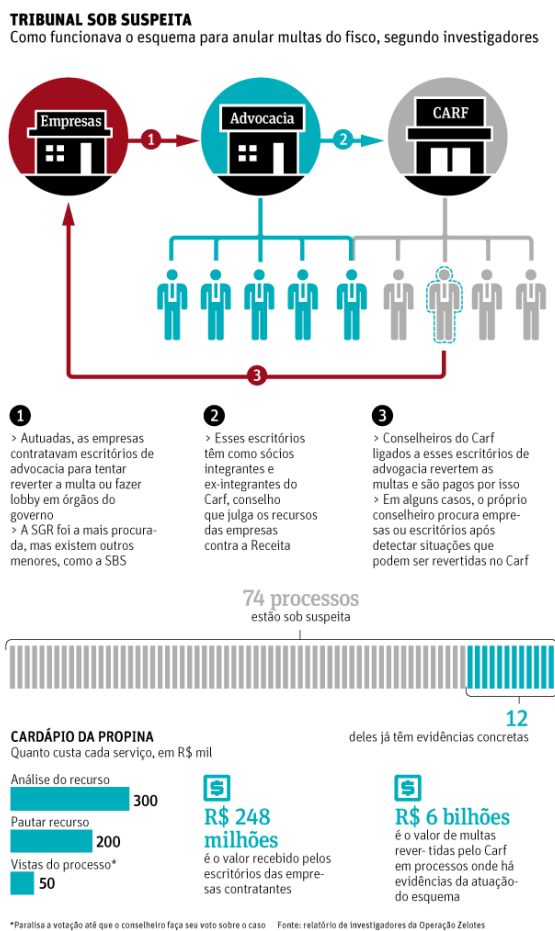 TRIBUNAL SOB SUSPEITA
Como funcionava o esquema para anular multas do fisco, segundo investigadores
Empresas
1
Advocacia
2
CARF
3
1
> Autuadas, as empresas
contratavam escritórios de
advocacia para tentar
reverter a multa ou fazer
lobby em órgãos do
governo
> A SGR foi a mais procura-
da, mas existem outros
menores, como a SBS
2
> Esses escritórios
têm como sócios
integrantes e
ex-integrantes do
Carf, conselho
que julga os recursos
das empresas
contra a Receita
3
> Conselheiros do Carf
ligados a esses escritórios de
advogacia revertem as
multas e são pagos por isso
> Em alguns casos, o próprio
conselheiro procura empre-
sas ou escritórios após
detectar situações que
podem ser revertidas no Carf
74 processos
estão sob suspeita
12
deles já têm evidências concretas
CARDÁPIO DA PROPINA
Quanto custa cada serviço, em R$ mil
Análise do recurso
300
Pautar recurso
200
Vistas do processo*
50
$
R$ 248
milhões
é o valor recebido pelos
escritórios das empre-
sas contratantes
$
R$ 6 bilhões
é o valor de multas
rever- tidas pelo Carf
em processos onde há
evidências da atuação-
do esquema
*Paralisa a votação até que o conselheiro faça seu voto sobre o caso Fonte: relatório de investigadores da Operação Zelotes